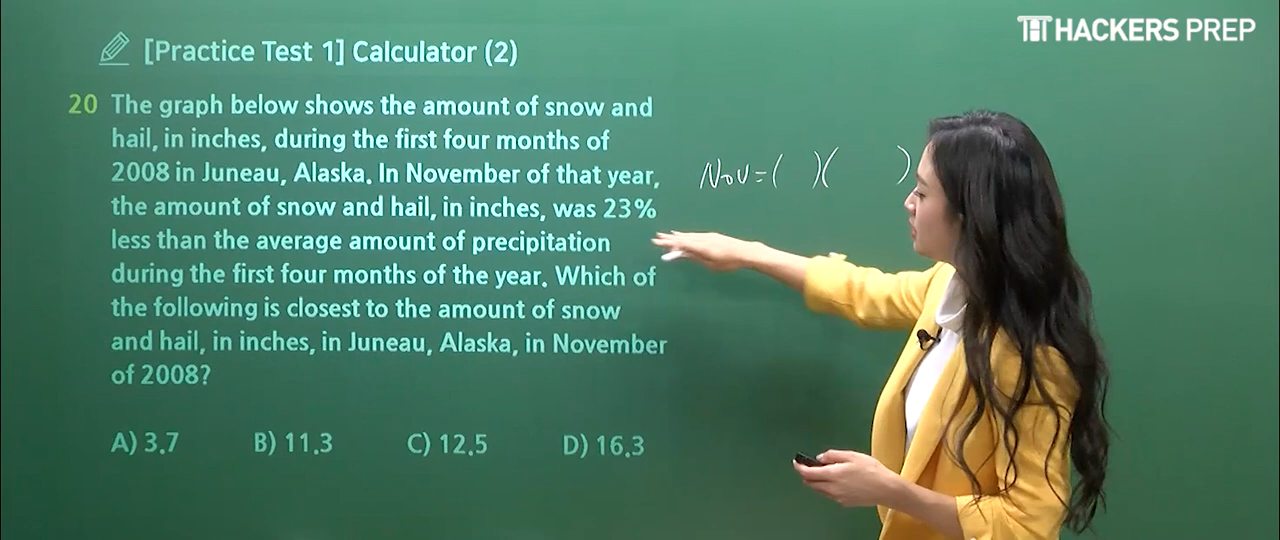 HACKERS PREP
[Practice Test 1] Calculator (2)
20 The graph below shows the amount of snow and
hail, in inches, during the first four months of
2008 in Juneau, Alaska. In November of that year,
the amount of snow and hail, in inches, was 23%
less than the average amount of precipitation
during the first four months of the year. Which of
the following is closest to the amount of snow
and hail, in inches, in Juneau, Alaska, in November
of 2008?
A) 3.7 B) 11.3 C) 12.5 D) 16.3
Nov=( )( )